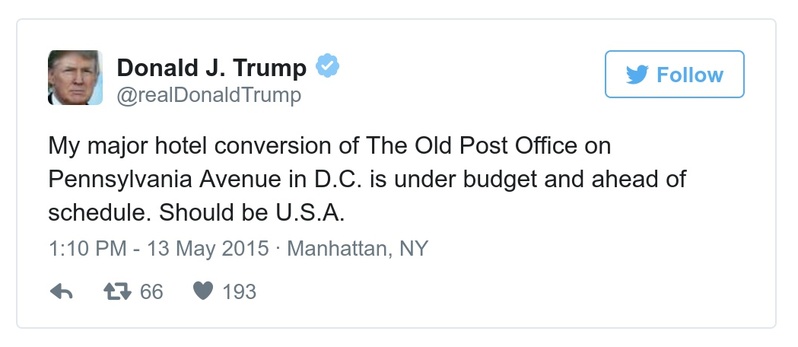 Donald J. Trump
@realDonaldTrump
Follow
My major hotel conversion of The Old Post Office on
Pennsylvania Avenue in D.C. is under budget and ahead of
schedule. Should be U.S.A.
1:10 PM - 13 May 2015 · Manhattan, NY
66 193